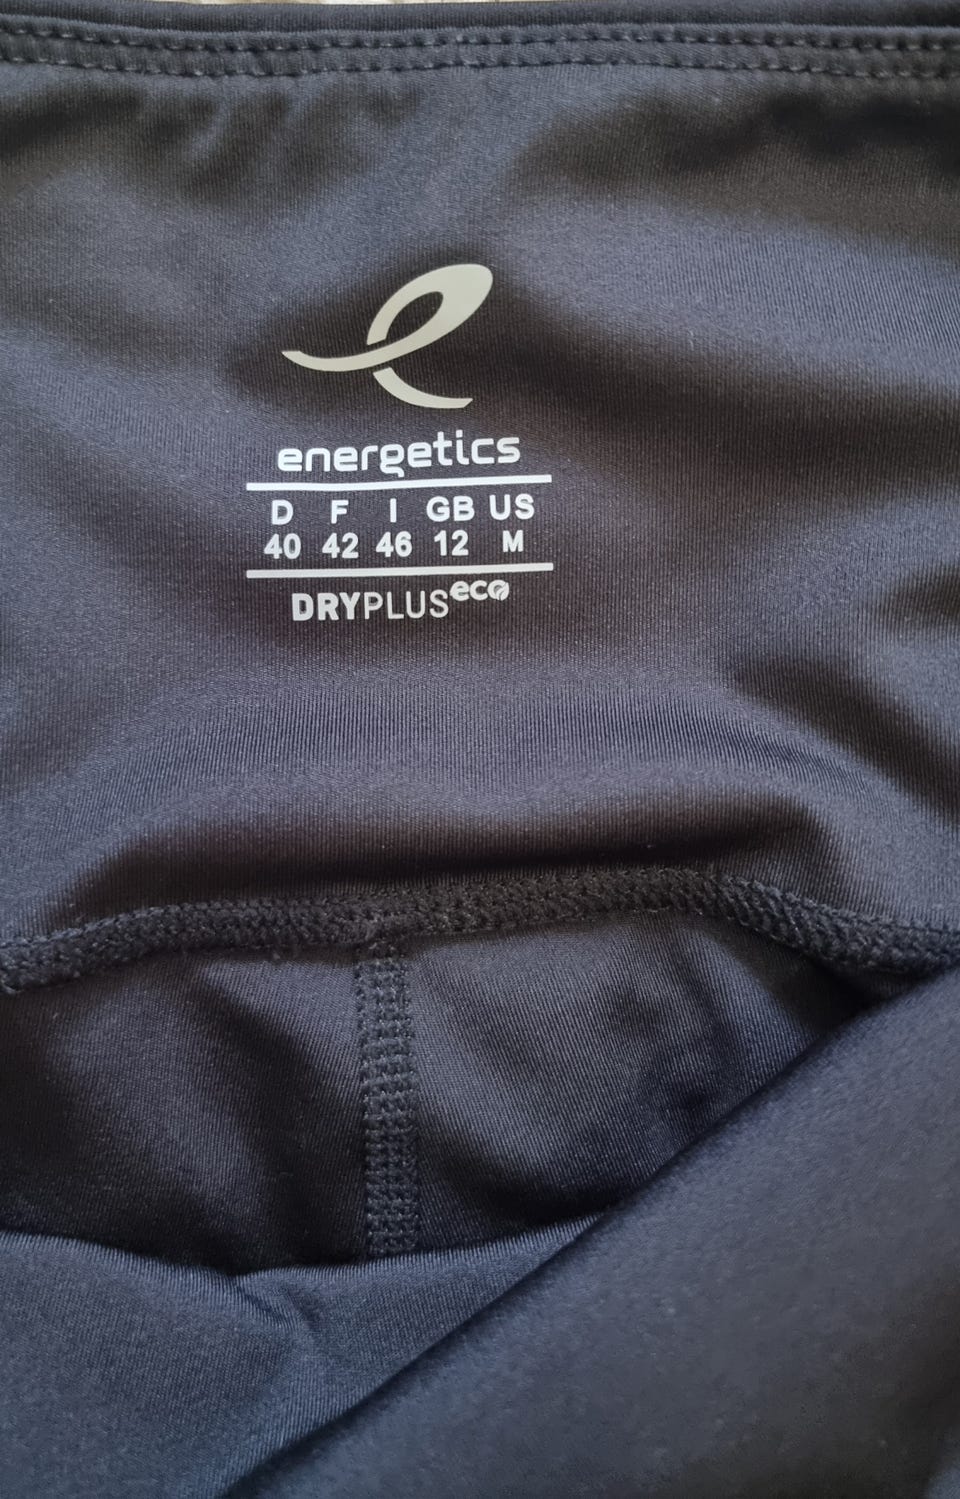 energetics
D F I GB US
40 42 46 12 M
DRYPLUSeco